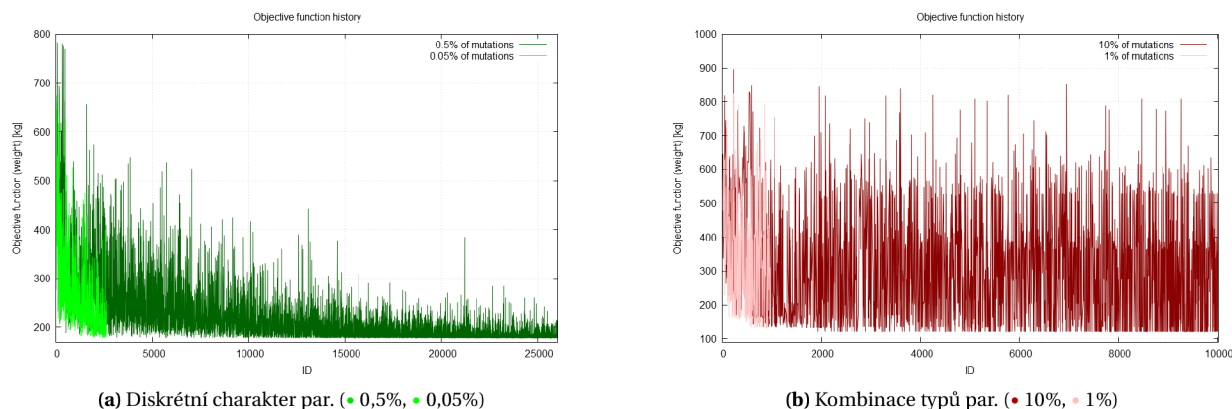 Objective function history
800
700
600
500
400
300
200
0
5000
10000
15000
20000
25000
Objective function (weight) [kg]
ID
0.5% of mutations
0.05% of mutations
(a) Diskrétní charakter par. (• 0,5%, • 0,05%)
Objective function history
1000
900
800
700
600
500
400
300
200
100
0
2000
4000
6000
8000
10000
Objective function (weight) [kg]
ID
10% of mutations
1% of mutations
(b) Kombinace typů par. (• 10%, • 1%)